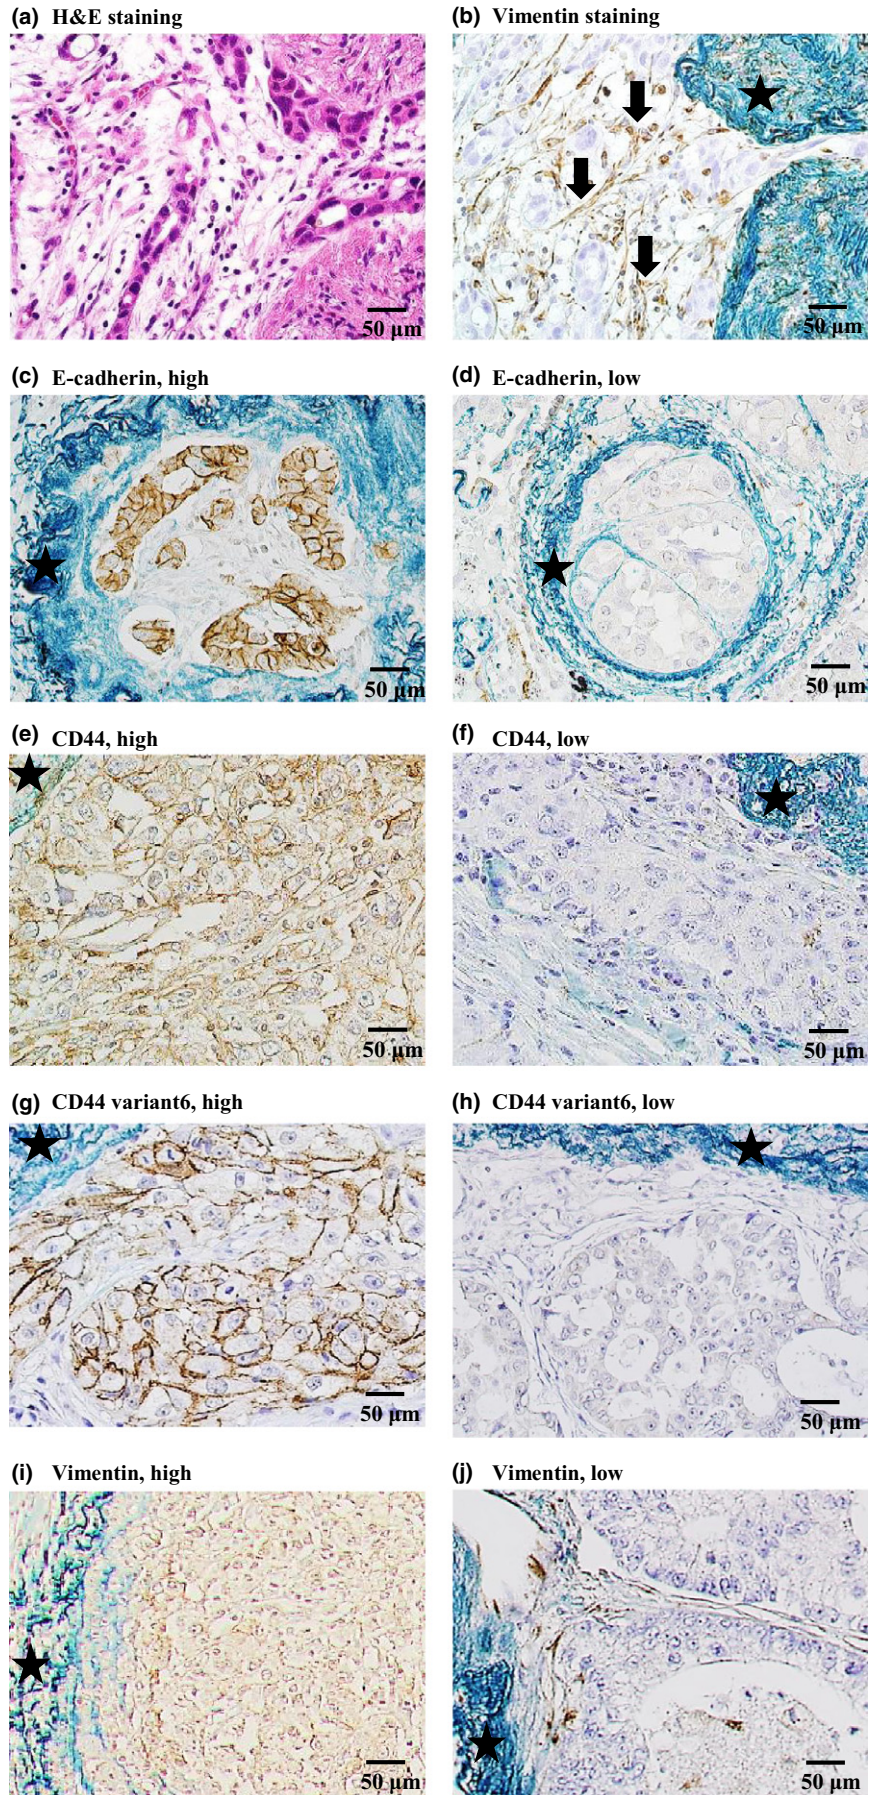 (a) H&E staining
(b) Vimentin staining
50 μm
50 μm
(c) E-cadherin, high
(d) E-cadherin, low
50 μm
50 μm
(e) CD44, high
(f) CD44, low
50 μm
50 μm
(g) CD44 variant6, high
(h) CD44 variant6, low
50 μm
50 μm
(i) Vimentin, high
(j) Vimentin, low
50 μm
50 μm